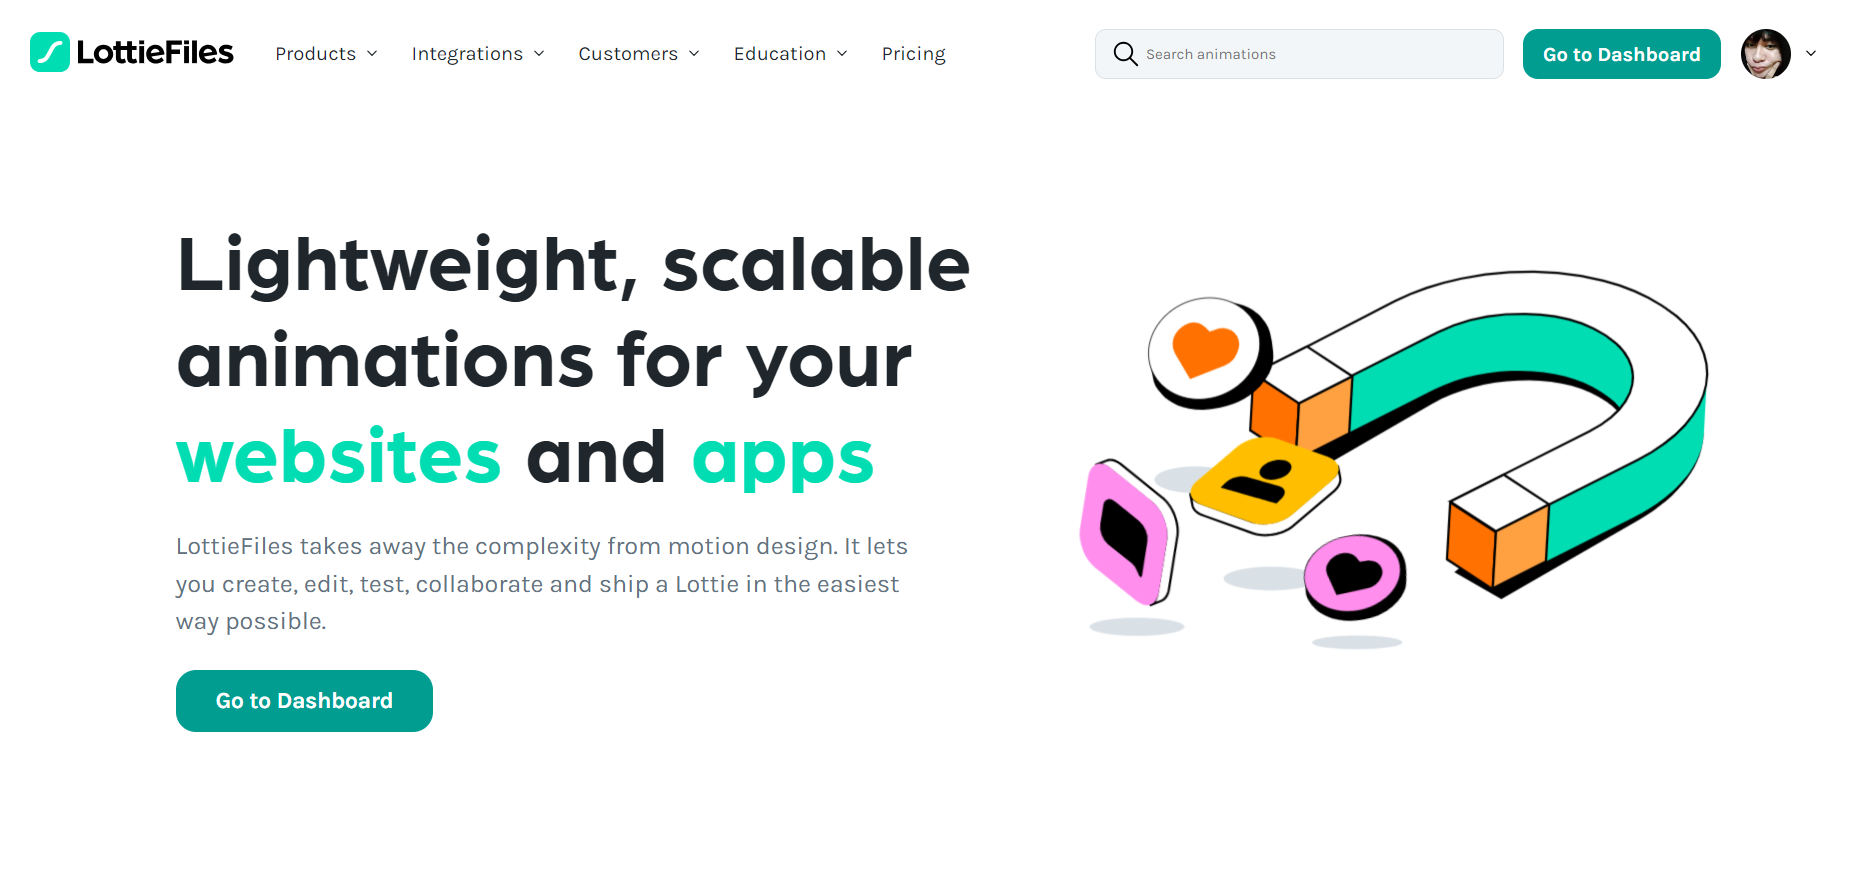 LottieFiles
Products
Integrations
Customers
Education
Pricing
Search animations
Go to Dashboard
Lightweight, scalable
animations for your
websites and apps
LottieFiles takes away the complexity from motion design. It lets
you create, edit, test, collaborate and ship a Lottie in the easiest
way possible.
Go to Dashboard